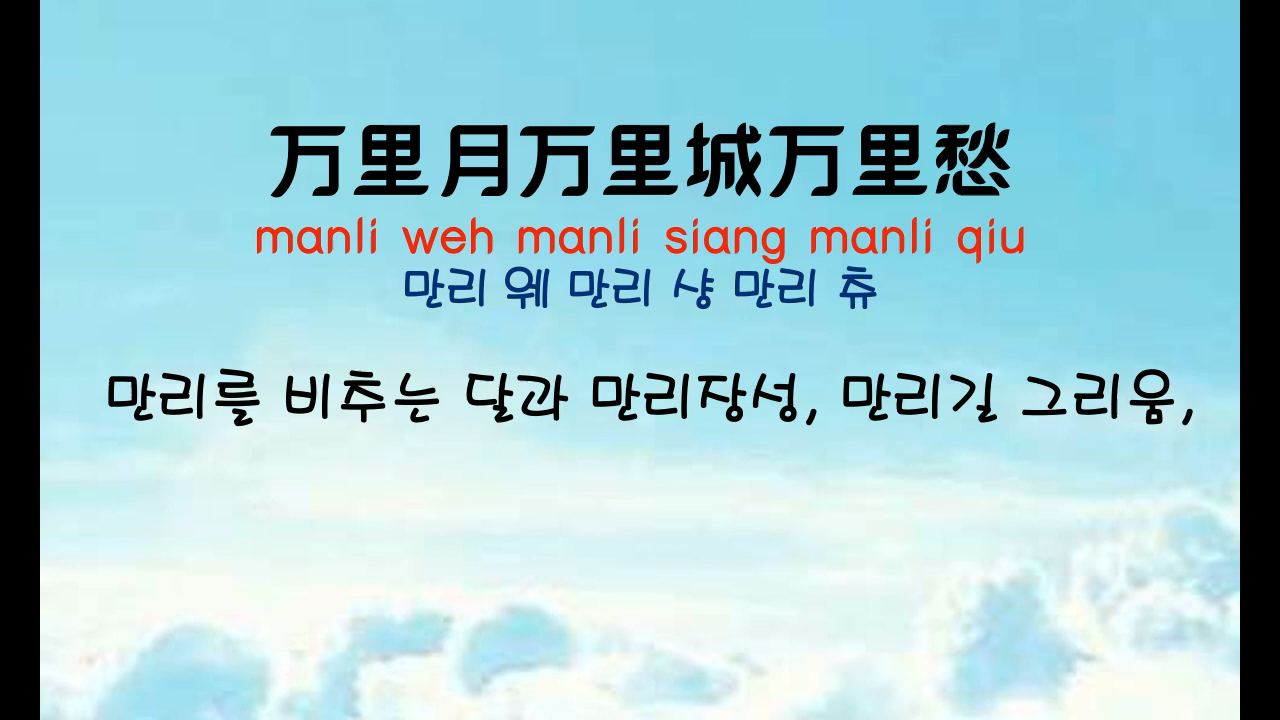 万里月万里城万里愁
manli weh manli siang manli qiu
만리 웨 만리 샹 만리 츄
만리를 비추는 달과 만리장성, 만리길 그리움,